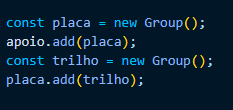 const placa = new Group();
apoio.add(placa);
const trilho = new Group();
placa.add(trilho);